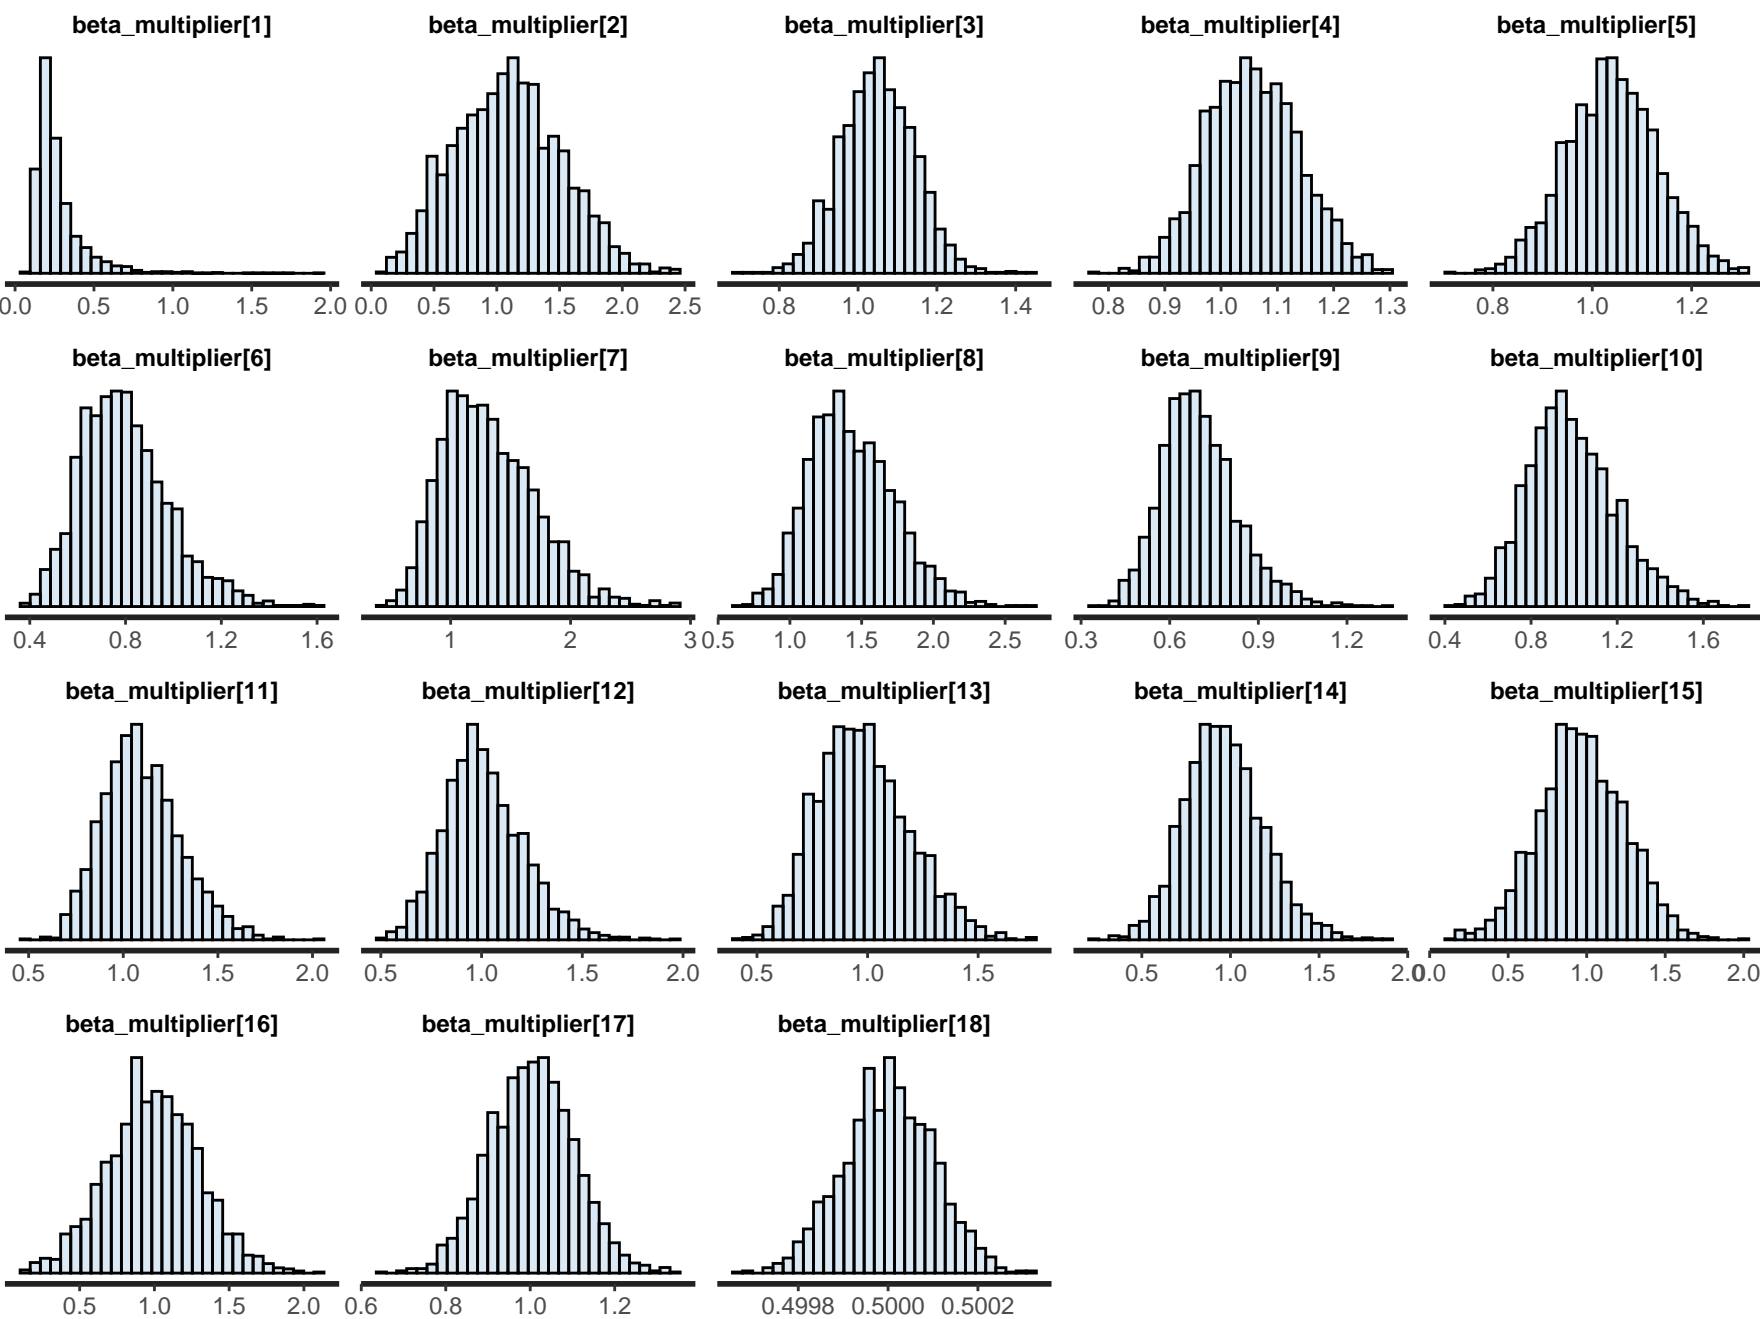 beta_multiplier[1] beta_multiplier[2] beta_multiplier[3] beta_multiplier[4] beta_multiplier[5]
0.0 0.5 1.0 1.5 2.0 0.0 0.5 1.0 1.5 2.0 2.5 0.8 1.0 1.2 1.4 0.8 0.9 1.0 1.1 1.2 1.3 0.8 1.0 1.2
beta_multiplier[6] beta_multiplier[7] beta_multiplier[8] beta_multiplier[9] beta_multiplier[10]
0.4 0.8 1.2 1.6 1 2 3 0.5 1.0 1.5 2.0 2.5 0.3 0.6 0.9 1.2 0.4 0.8 1.2 1.6
beta_multiplier[11] beta_multiplier[12] beta_multiplier[13] beta_multiplier[14] beta_multiplier[15]
0.5 1.0 1.5 2.0 0.5 1.0 1.5 2.0 0.5 1.0 1.5 0.5 1.0 1.5 2.0 0.0 0.5 1.0 1.5 2.0
beta_multiplier[16] beta_multiplier[17] beta_multiplier[18]
0.5 1.0 1.5 2.0 0.6 0.8 1.0 1.2 0.4998 0.5000 0.5002